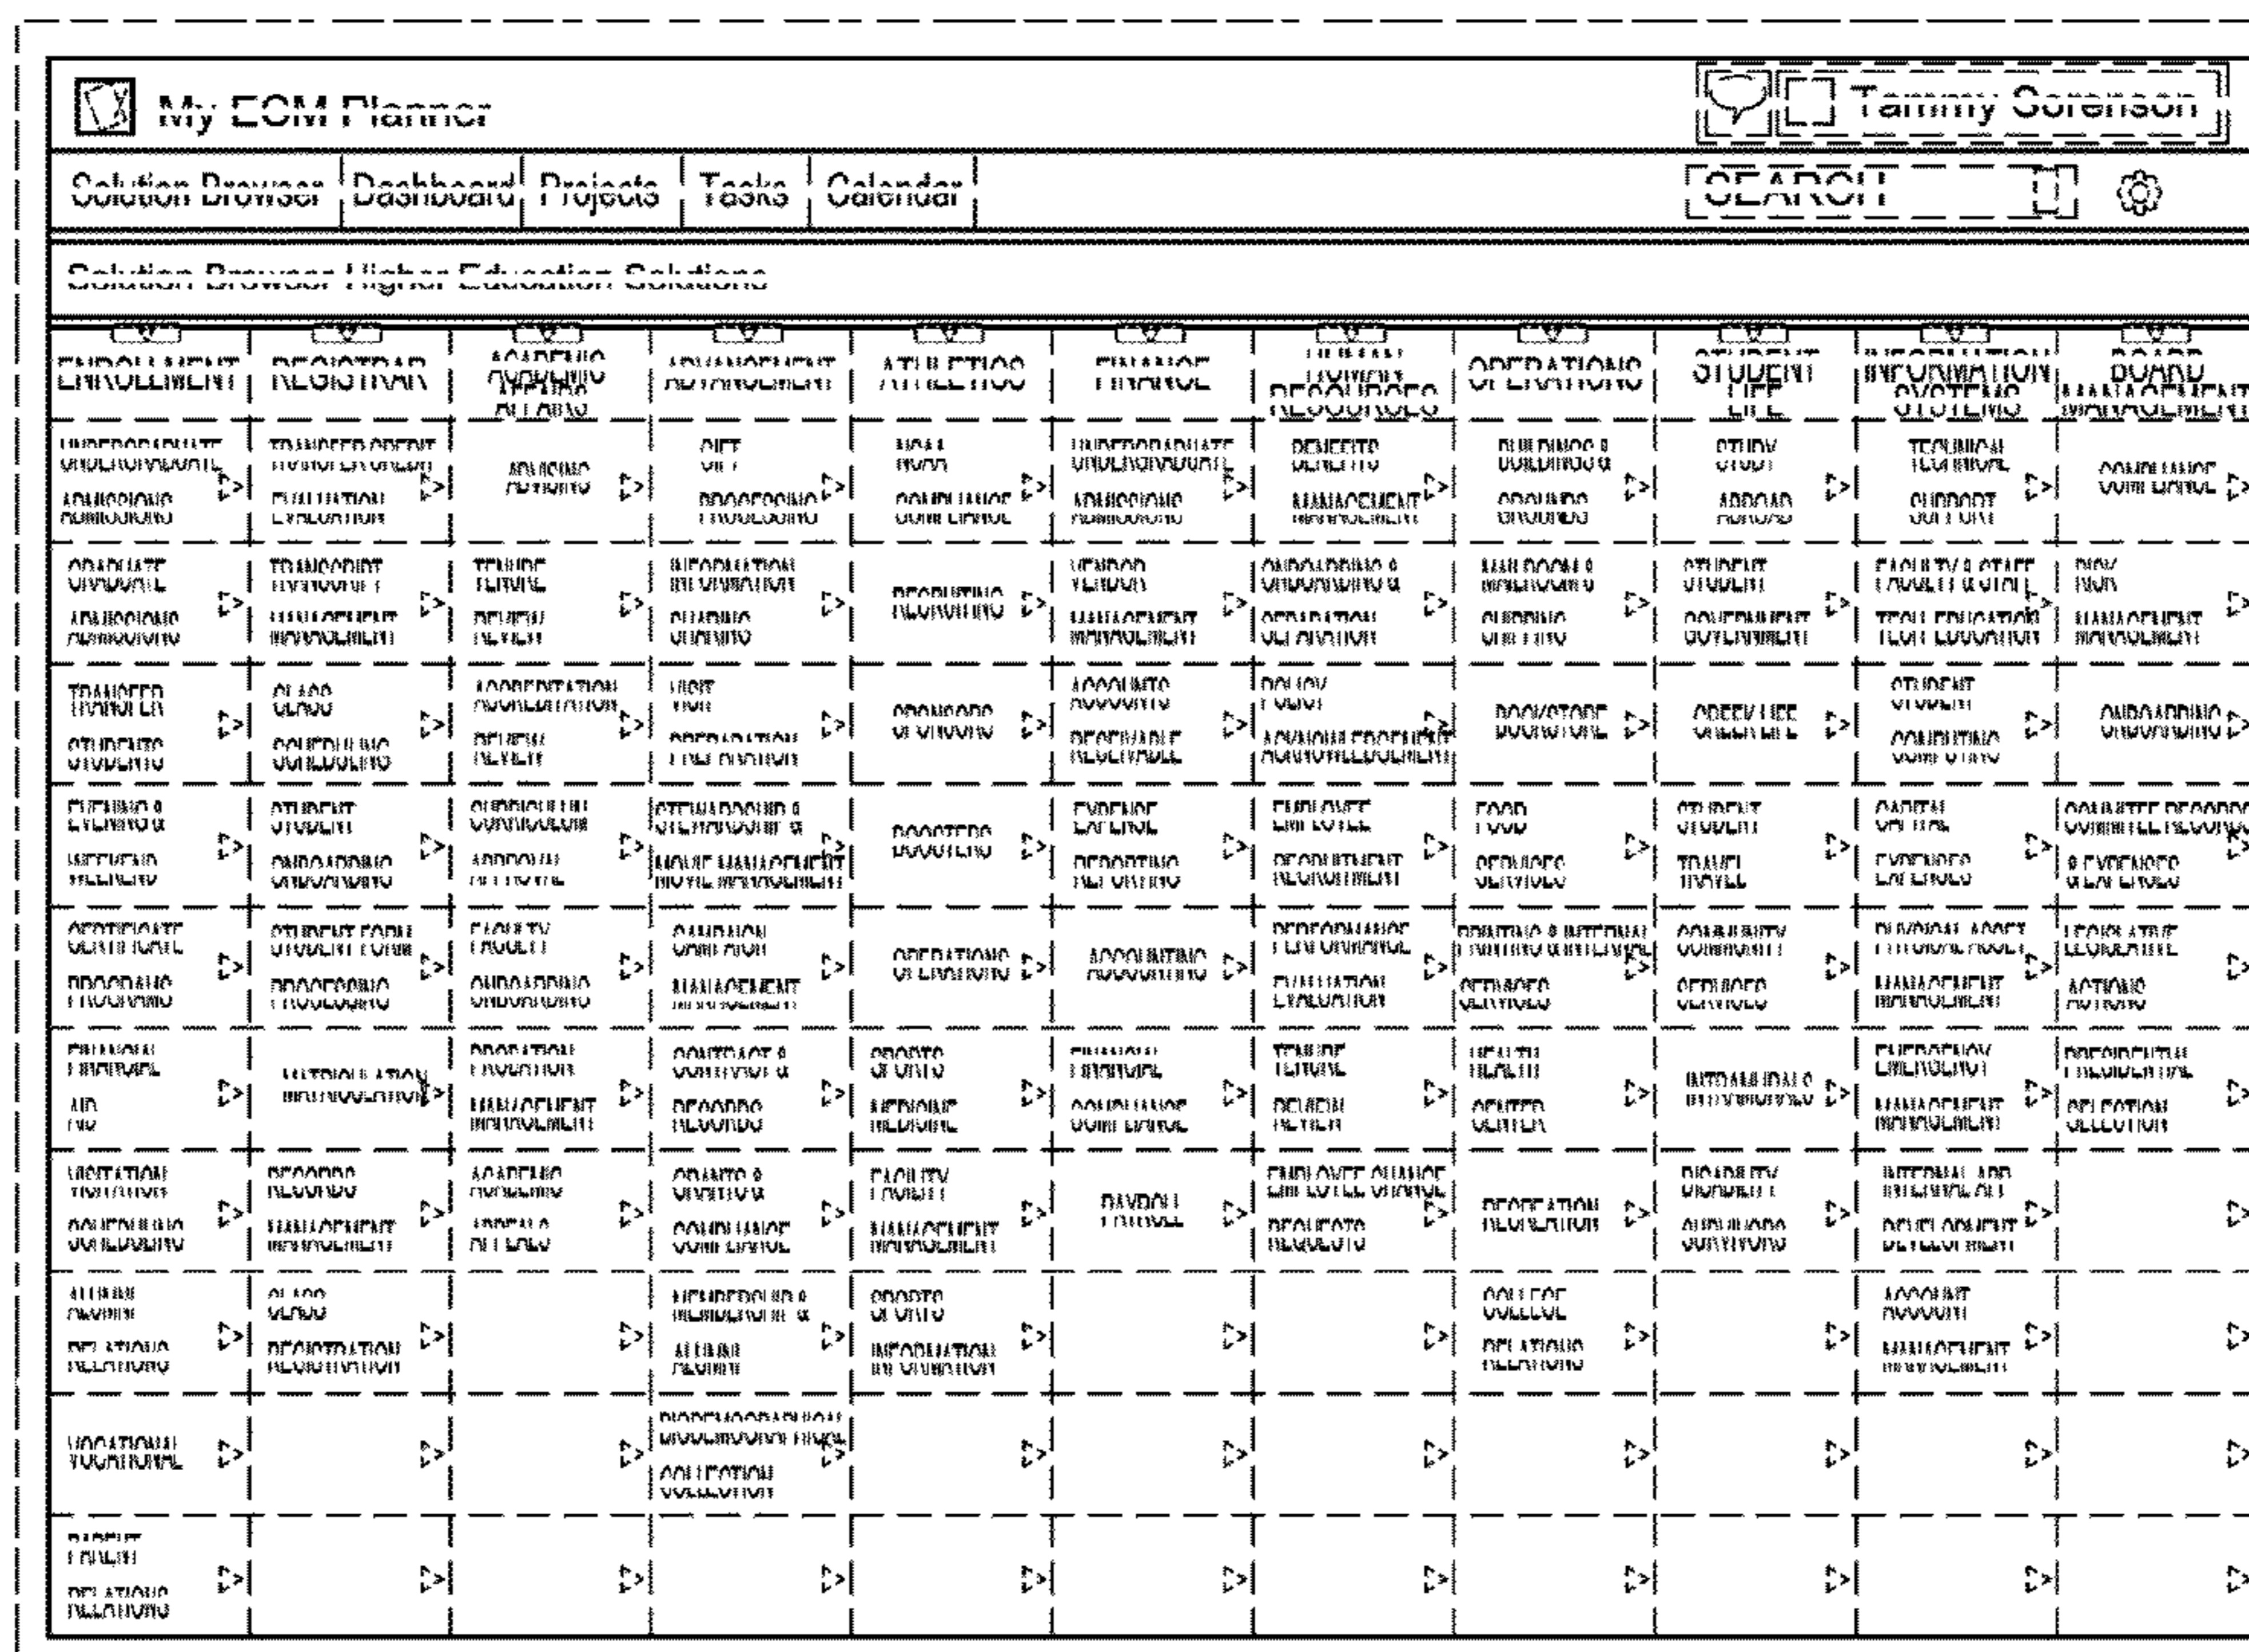 My ECM Planner
Tammy Sorenson
Solution Browser Dashboard Projects Tasks Calendar
SEARCH
Solution Browser Higher Education Solutions
ENROLLMENT
REGISTRAR
ACADEMIC
AFFAIRS
ADVANCEMENT
ATHLETICS
FINANCE
HUMAN
RESOURCES
OPERATIONS
STUDENT
LIFE
INFORMATION
SYSTEMS
BOARD
MANAGEMENT
UNDERGRADUATE
ADMISSIONS
TRANSFER CREDIT
EVALUATION
ADVISING
GIFT
PROCESSING
NCAA
COMPLIANCE
UNDERGRADUATE
ADMISSIONS
BENEFITS
MANAGEMENT
BUILDINGS &
GROUNDS
STUDY
ABROAD
TECHNICAL
SUPPORT
COMPLIANCE
GRADUATE
ADMISSIONS
TRANSCRIPT
MANAGEMENT
TENURE
REVIEW
INFORMATION
SHARING
RECRUITING
VENDOR
MANAGEMENT
ONBOARDING &
SEPARATION
MAILROOM &
SHIPPING
STUDENT
GOVERNMENT
FACULTY & STAFF
TECH EDUCATION
RISK
MANAGEMENT
TRANSFER
STUDENTS
CLASS
SCHEDULING
ACCREDITATION
REVIEW
VISIT
PREPARATION
SPONSORS
ACCOUNTS
RECEIVABLE
POLICY
ACKNOWLEDGEMENT
BOOKSTORE
GREEK LIFE
STUDENT
COMPUTING
ONBOARDING
EVENING &
WEEKEND
STUDENT
ONBOARDING
CURRICULUM
APPROVAL
STEWARDSHIP &
MOVIE MANAGEMENT
BOOSTERS
EXPENSE
REPORTING
EMPLOYEE
RECRUITMENT
FOOD
SERVICES
STUDENT
TRAVEL
CAPITAL
EXPENSES
COMMITTEE RECORDS
& EXPENSES
CERTIFICATE
PROGRAMS
STUDENT FORM
PROCESSING
FACULTY
ONBOARDING
CAMPAIGN
MANAGEMENT
OPERATIONS
ACCOUNTING
PERFORMANCE
EVALUATION
PRINTING & INTERNAL
SERVICES
COMMUNITY
SERVICES
PHYSICAL ASSET
MANAGEMENT
LEGISLATIVE
ACTIONS
FINANCIAL
AID
MATRICULATION
PROBATION
MANAGEMENT
CONTRACT &
RECORDS
SPORTS
MEDICINE
FINANCIAL
COMPLIANCE
TENURE
REVIEW
HEALTH
CENTER
INTRAMURALS
EMERGENCY
MANAGEMENT
PRESIDENTIAL
SELECTION
VISITATION
SCHEDULING
RECORDS
MANAGEMENT
ACADEMIC
APPEALS
GRANTS &
COMPLIANCE
FACILITY
MANAGEMENT
PAYROLL
EMPLOYEE CHANGE
REQUESTS
RECREATION
DISABILITY
SURVIVORS
INTERNAL APP
DEVELOPMENT
ALUMNI
RELATIONS
CLASS
REGISTRATION
MEMBERSHIP &
ALUMNI
SPORTS
INFORMATION
COLLEGE
RELATIONS
ACCOUNT
MANAGEMENT
VOCATIONAL
BIODEMOGRAPHICAL
COLLECTION
PARENT
RELATIONS